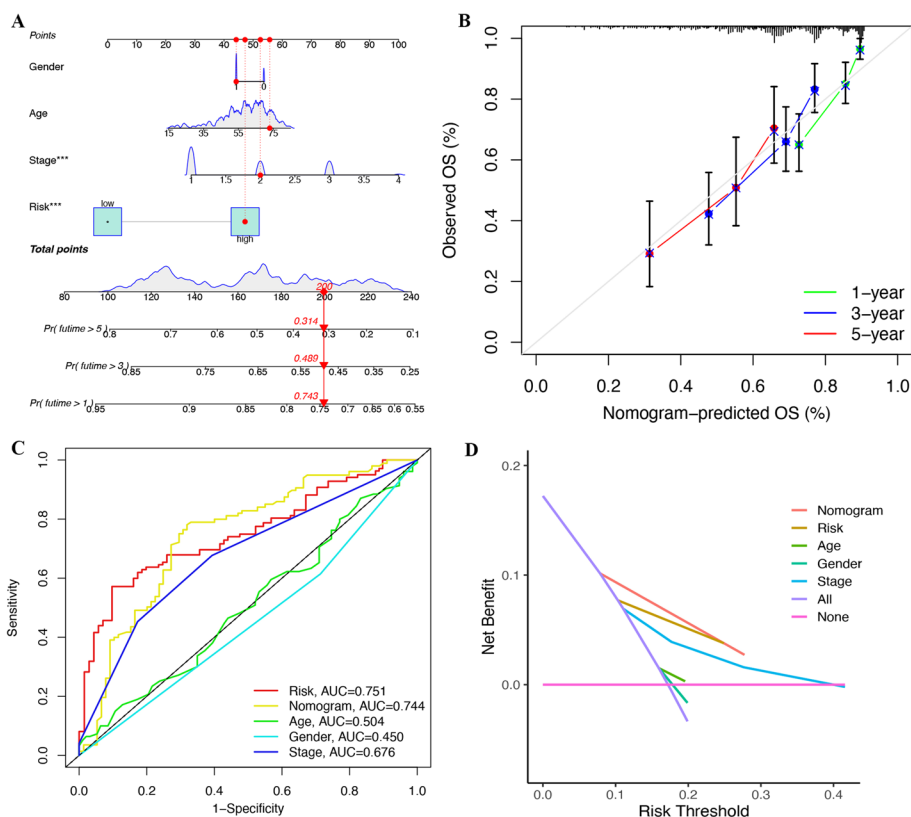 A
Points
0 10 20 30 40 50 60 70 80 90 100
Gender
1 0
Age
15 35 55 75
Stage***
1 1.5 2 2.5 3 4
Risk***
low
high
Total points
200
80 100 120 140 160 180 200 220 240
0.314
Pr( futime > 5 )
0.8 0.7 0.6 0.5 0.4 0.3 0.2 0.1
0.489
Pr( futime > 3 )
0.85 0.75 0.65 0.55 0.45 0.35 0.25
0.743
Pr( futime > 1 )
0.95 0.9 0.85 0.8 0.75 0.7 0.65 0.6 0.55
B
Observed OS (%)
1.0
0.8
0.6
0.4
0.2
0.0
1−year
3−year
5−year
0.0 0.2 0.4 0.6 0.8 1.0
Nomogram−predicted OS (%)
C
Sensitivity
1.0
0.8
0.6
0.4
0.2
0.0
Risk, AUC=0.751
Nomogram, AUC=0.744
Age, AUC=0.504
Gender, AUC=0.450
Stage, AUC=0.676
0.0 0.2 0.4 0.6 0.8 1.0
1-Specificity
D
Net Benefit
0.2
0.1
0.0
Nomogram
Risk
Age
Gender
Stage
All
None
0.0 0.1 0.2 0.3 0.4
Risk Threshold